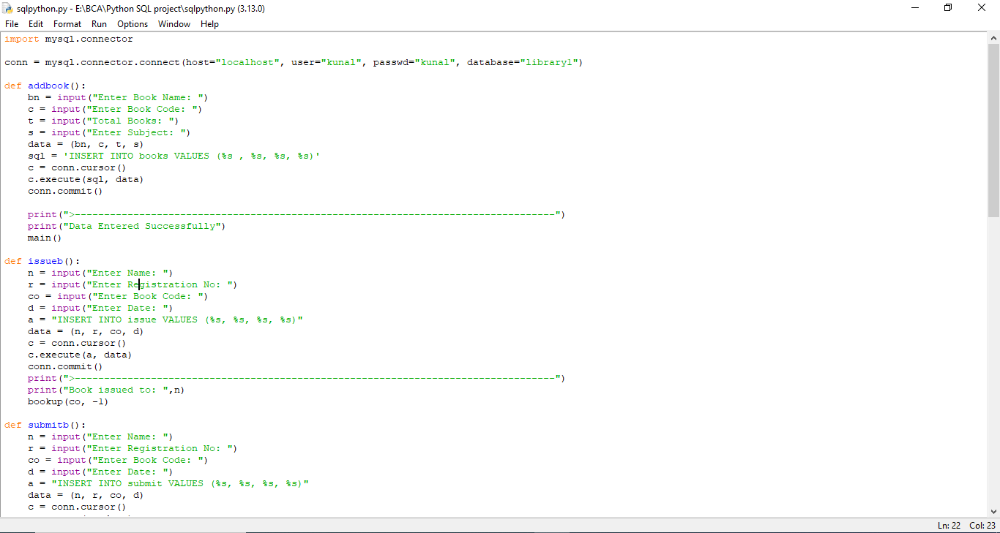 sqlpython.py - E:\BCA\Python SQL project\sqlpython.py (3.13.0)
File Edit Format Run Options Window Help
import mysql.connector

conn = mysql.connector.connect(host="localhost", user="kunal", passwd="kunal", database="library1")

def addbook():
    bn = input("Enter Book Name: ")
    c = input("Enter Book Code: ")
    t = input("Total Books: ")
    s = input("Enter Subject: ")
    data = (bn, c, t, s)
    sql = 'INSERT INTO books VALUES (%s , %s, %s, %s)'
    c = conn.cursor()
    c.execute(sql, data)
    conn.commit()

    print(">----------------------------------------------------------------------------------")
    print("Data Entered Successfully")
    main()

def issueb():
    n = input("Enter Name: ")
    r = input("Enter Registration No: ")
    co = input("Enter Book Code: ")
    d = input("Enter Date: ")
    a = "INSERT INTO issue VALUES (%s, %s, %s, %s)"
    data = (n, r, co, d)
    c = conn.cursor()
    c.execute(a, data)
    conn.commit()
    print(">----------------------------------------------------------------------------------")
    print("Book issued to: ",n)
    bookup(co, -1)

def submitb():
    n = input("Enter Name: ")
    r = input("Enter Registration No: ")
    co = input("Enter Book Code: ")
    d = input("Enter Date: ")
    a = "INSERT INTO submit VALUES (%s, %s, %s, %s)"
    data = (n, r, co, d)
    c = conn.cursor()
Ln: 22 Col: 23